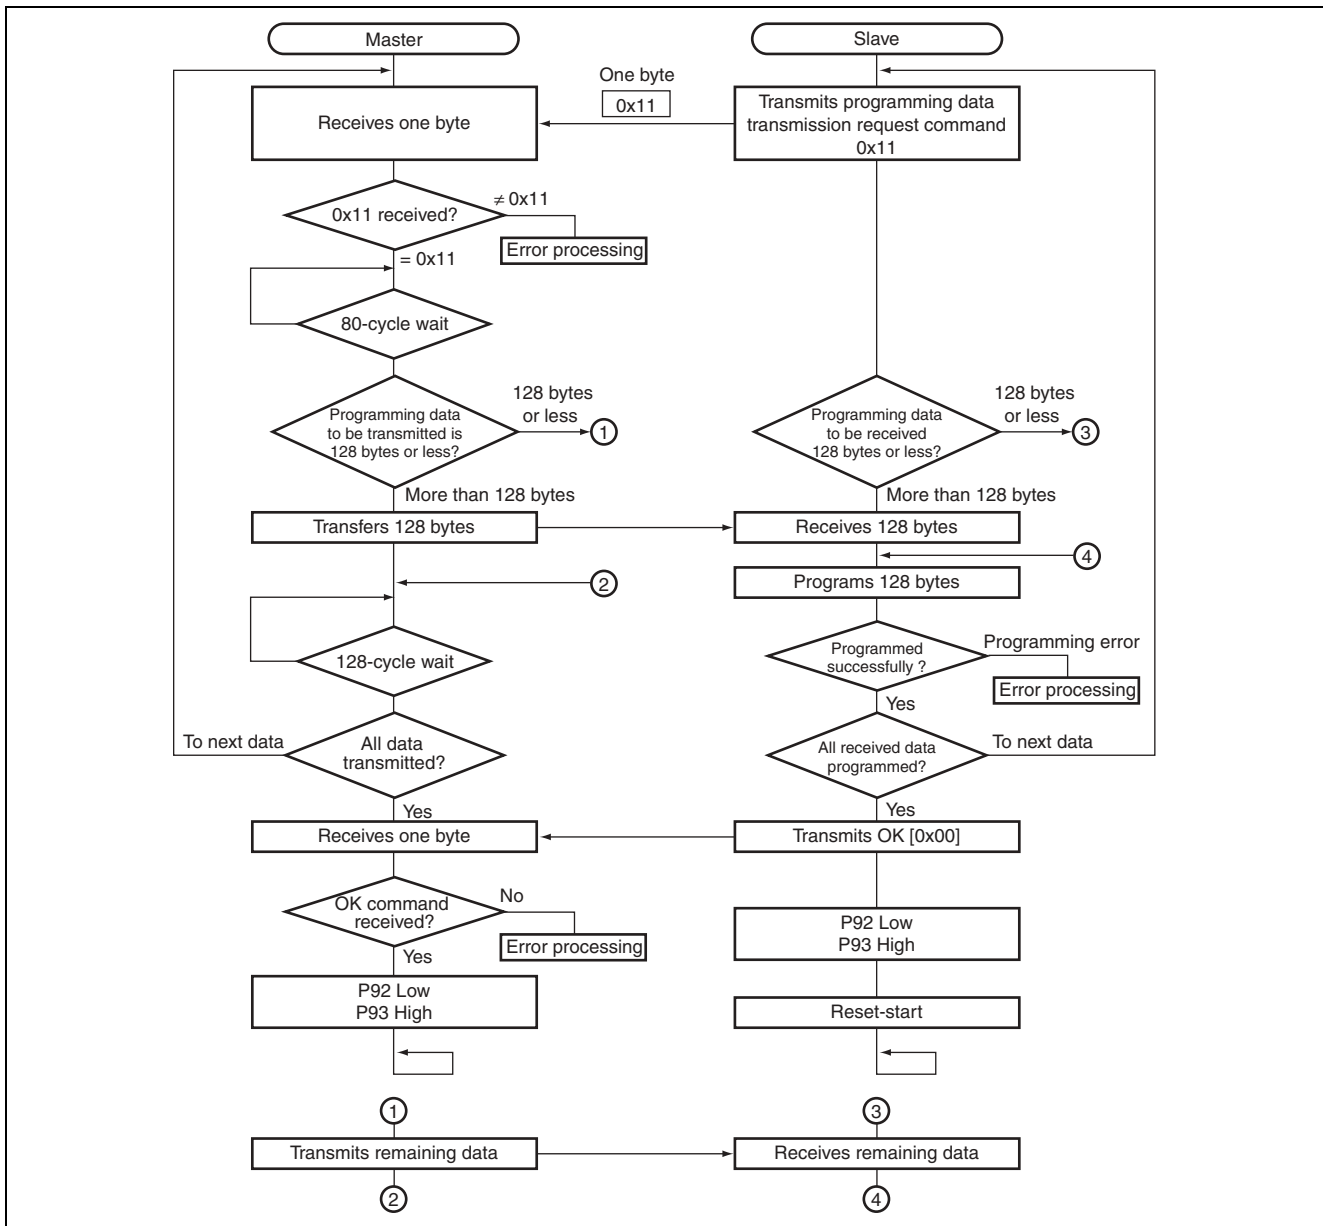 Master
Slave
One byte
0x11
Receives one byte
Transmits programming data
transmission request command
0x11
0x11 received?
≠ 0x11
Error processing
= 0x11
80-cycle wait
Programming data
to be transmitted is
128 bytes or less?
128 bytes
or less
1
Programming data
to be received
128 bytes or less?
128 bytes
or less
3
More than 128 bytes
More than 128 bytes
Transfers 128 bytes
Receives 128 bytes
4
2
Programs 128 bytes
128-cycle wait
Programmed
successfully ?
Programming error
Error processing
Yes
To next data
All data
transmitted?
All received data
programmed?
To next data
Yes
Yes
Receives one byte
Transmits OK [0x00]
OK command
received?
No
Error processing
Yes
P92 Low
P93 High
P92 Low
P93 High
Reset-start
1
3
Transmits remaining data
Receives remaining data
2
4